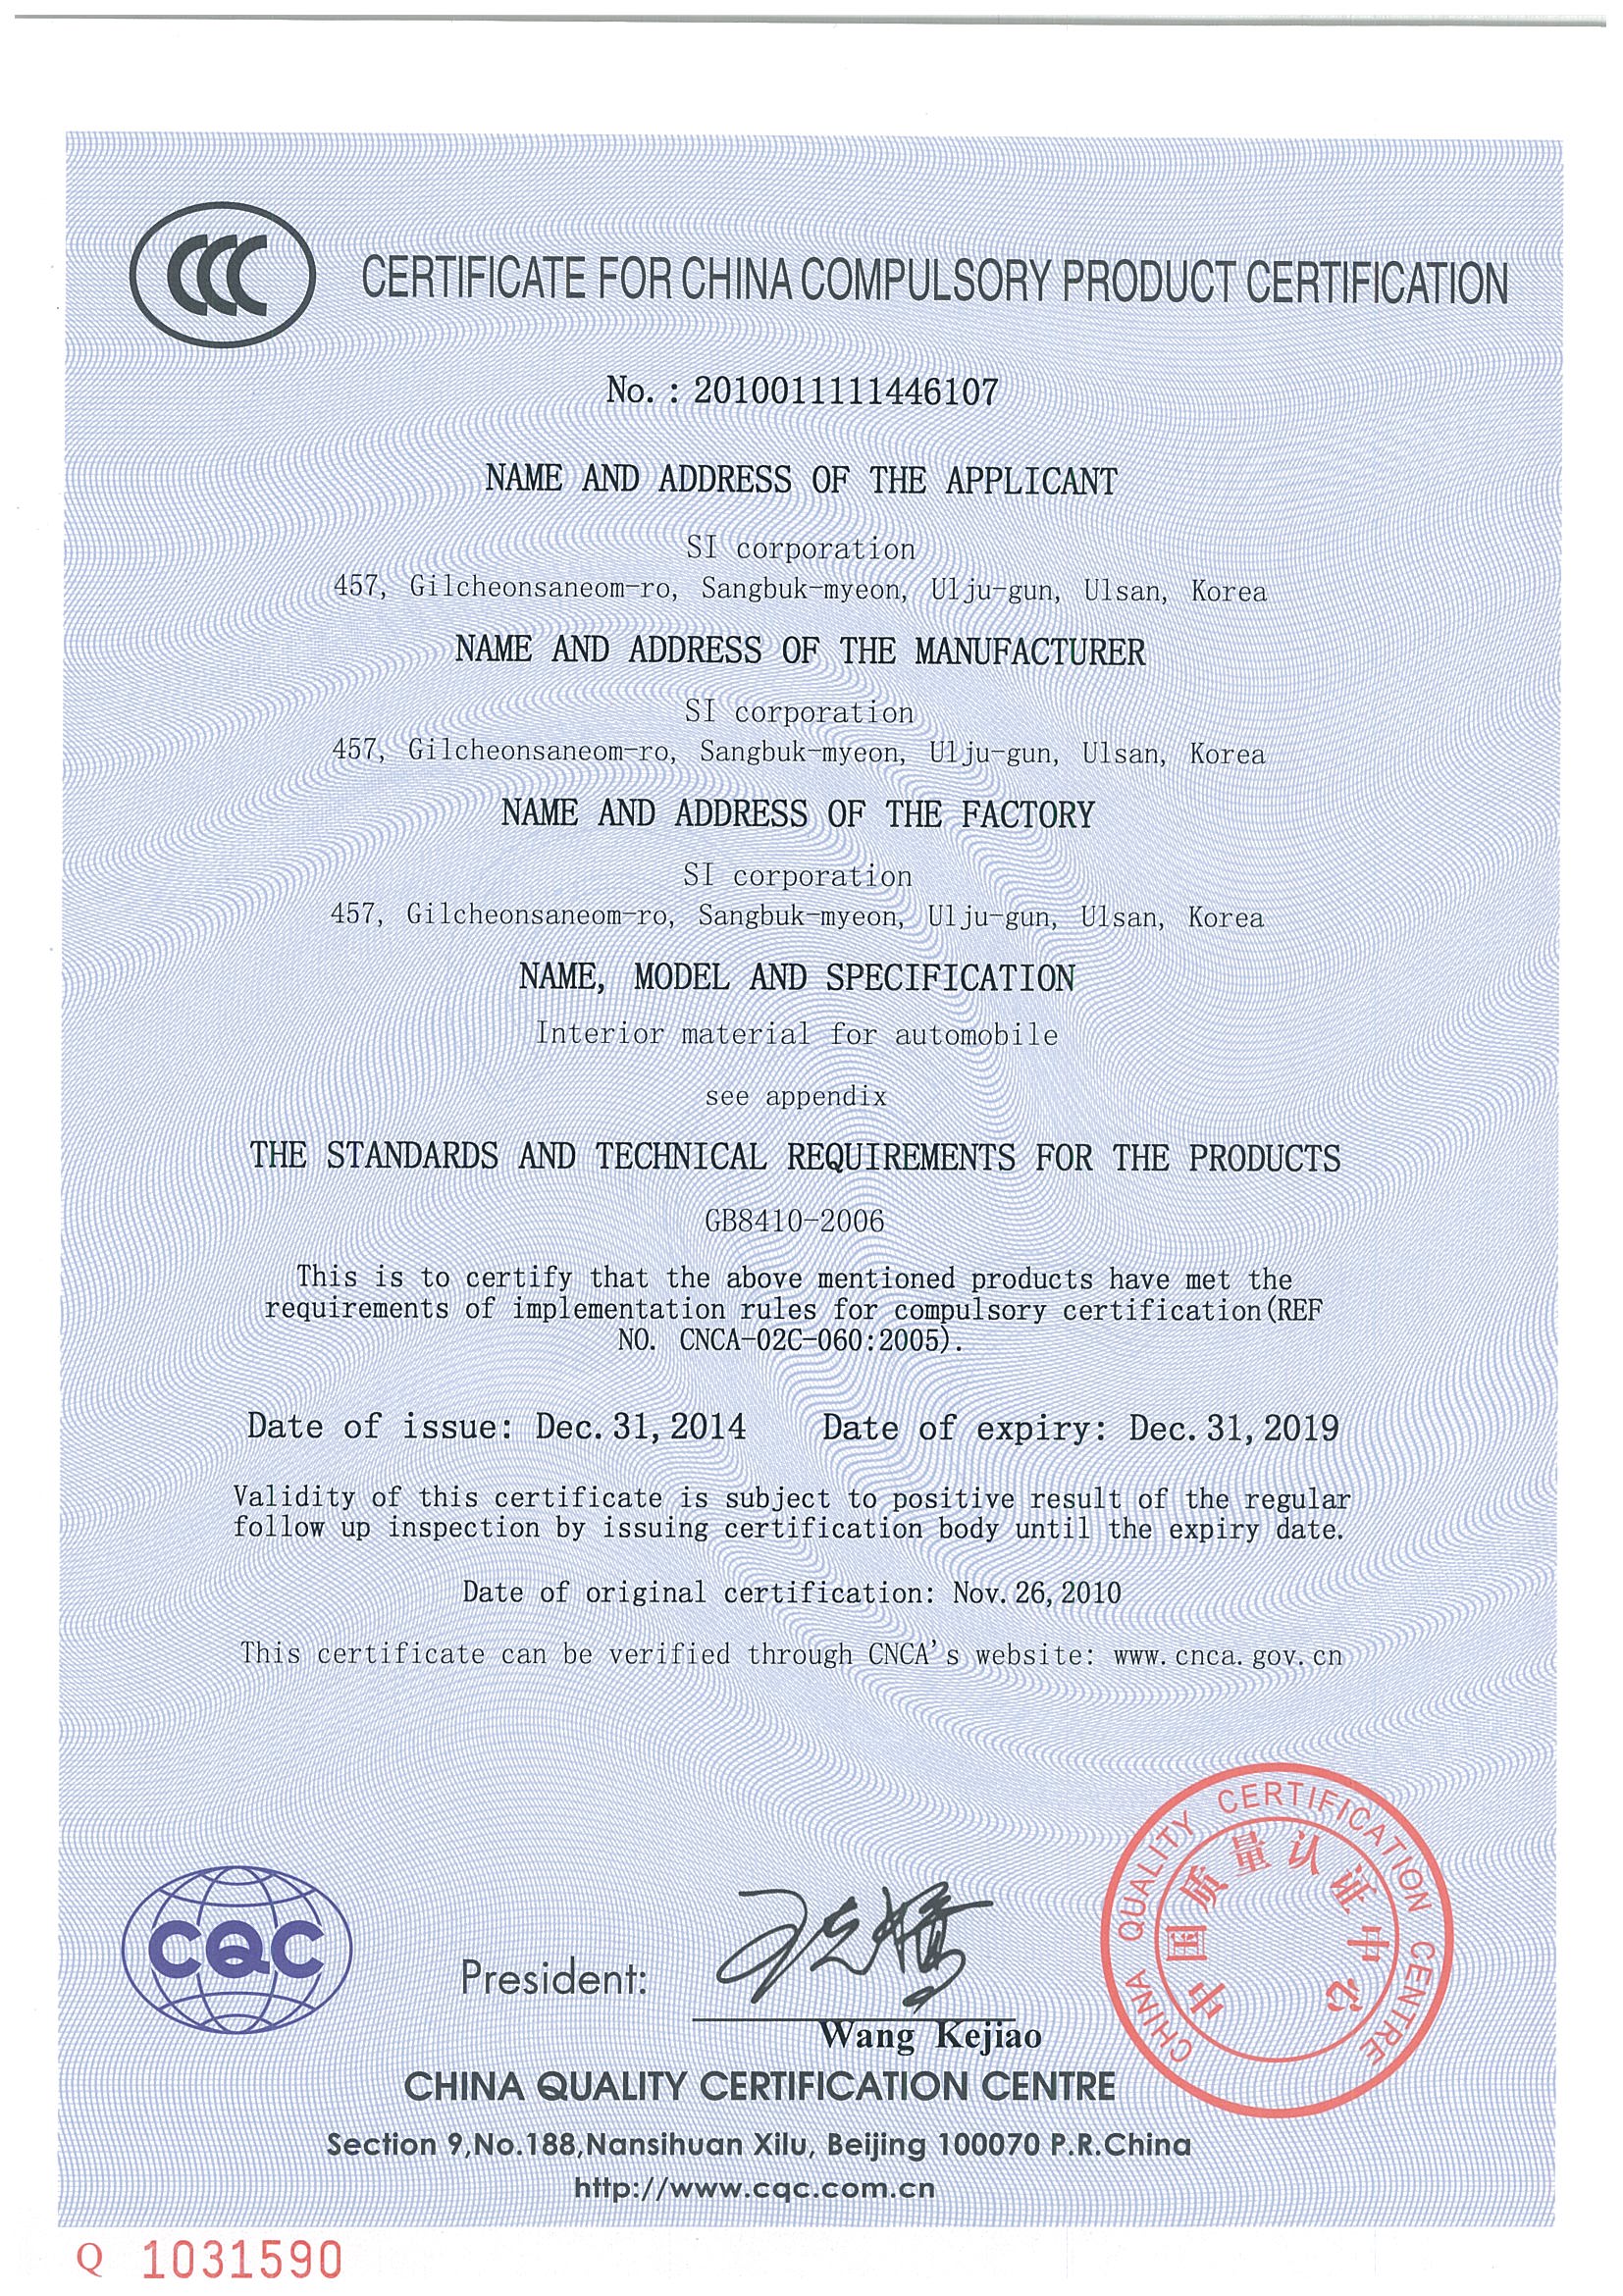 CCC
CERTIFICATE FOR CHINA COMPULSORY PRODUCT CERTIFICATION
No.: 2010011111446107
NAME AND ADDRESS OF THE APPLICANT
SI corporation
457, Gilcheonsaneom-ro, Sangbuk-myeon, Ulju-gun, Ulsan, Korea
NAME AND ADDRESS OF THE MANUFACTURER
SI corporation
457, Gilcheonsaneom-ro, Sangbuk-myeon, Ulju-gun, Ulsan, Korea
NAME AND ADDRESS OF THE FACTORY
SI corporation
457, Gilcheonsaneom-ro, Sangbuk-myeon, Ulju-gun, Ulsan, Korea
NAME, MODEL AND SPECIFICATION
Interior material for automobile
see appendix
THE STANDARDS AND TECHNICAL REQUIREMENTS FOR THE PRODUCTS
GB8410-2006
This is to certify that the above mentioned products have met the
requirements of implementation rules for compulsory certification(REF
NO. CNCA-02C-060:2005).
Date of issue: Dec.31,2014 Date of expiry: Dec.31,2019
Validity of this certificate is subject to positive result of the regular
follow up inspection by issuing certification body until the expiry date.
Date of original certification: Nov.26,2010
This certificate can be verified through CNCA's website: www.cnca.gov.cn
CQC
President:
Wang Kejiao
CHINA QUALITY CERTIFICATION CENTRE
中国质量认证中心
CHINA QUALITY CERTIFICATION CENTRE
Section 9,No.188,Nansihuan Xilu, Beijing 100070 P.R.China
http://www.cqc.com.cn
Q 1031590